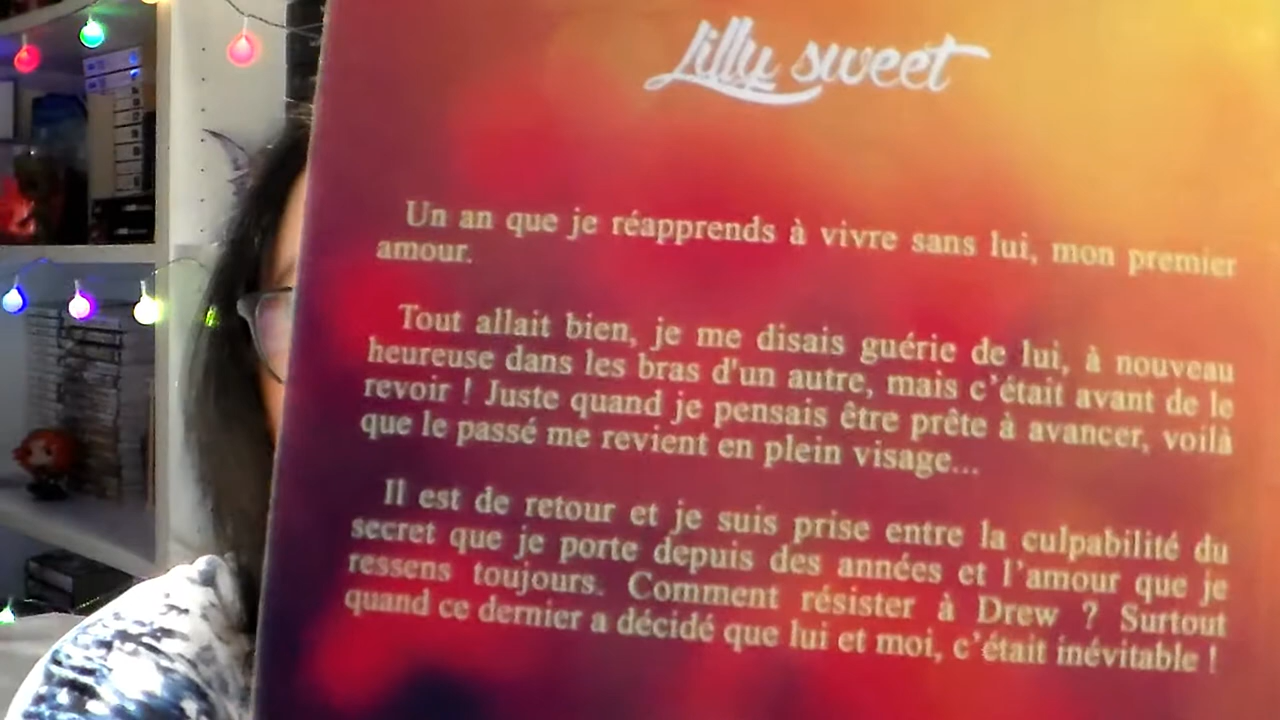 Lilly sweet
Un an que je réapprends à vivre sans lui, mon premier
amour.
Tout allait bien, je me disais guérie de lui, à nouveau
heureuse dans les bras d'un autre, mais c’était avant de le
revoir ! Juste quand je pensais être prête à avancer, voilà
que le passé me revient en plein visage...
Il est de retour et je suis prise entre la culpabilité du
secret que je porte depuis des années et l’amour que je
ressens toujours. Comment résister à Drew ? Surtout
quand ce dernier a décidé que lui et moi, c’était inévitable !